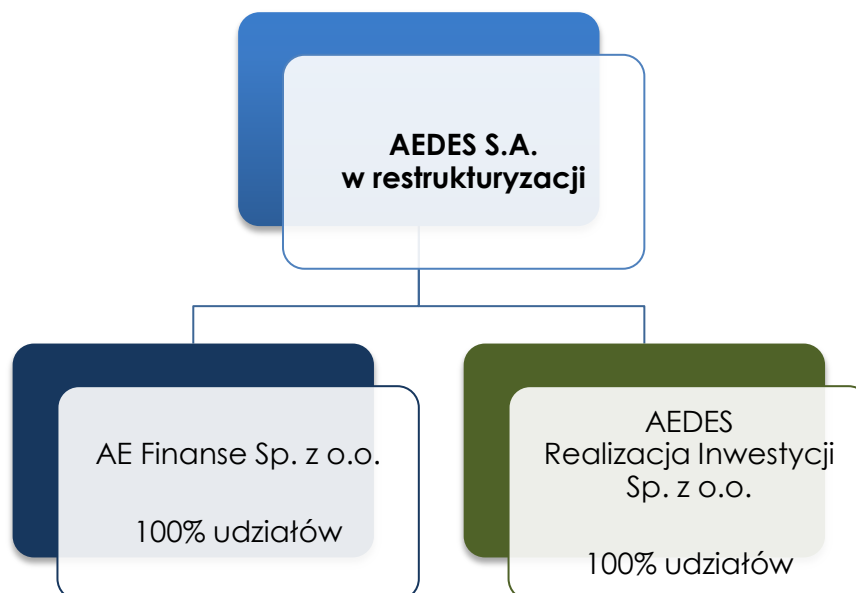 AEDES S.A.
w restrukturyzacji
AE Finanse Sp. z o.o.
100% udziałów
AEDES
Realizacja Inwestycji
Sp. z o.o.
100% udziałów